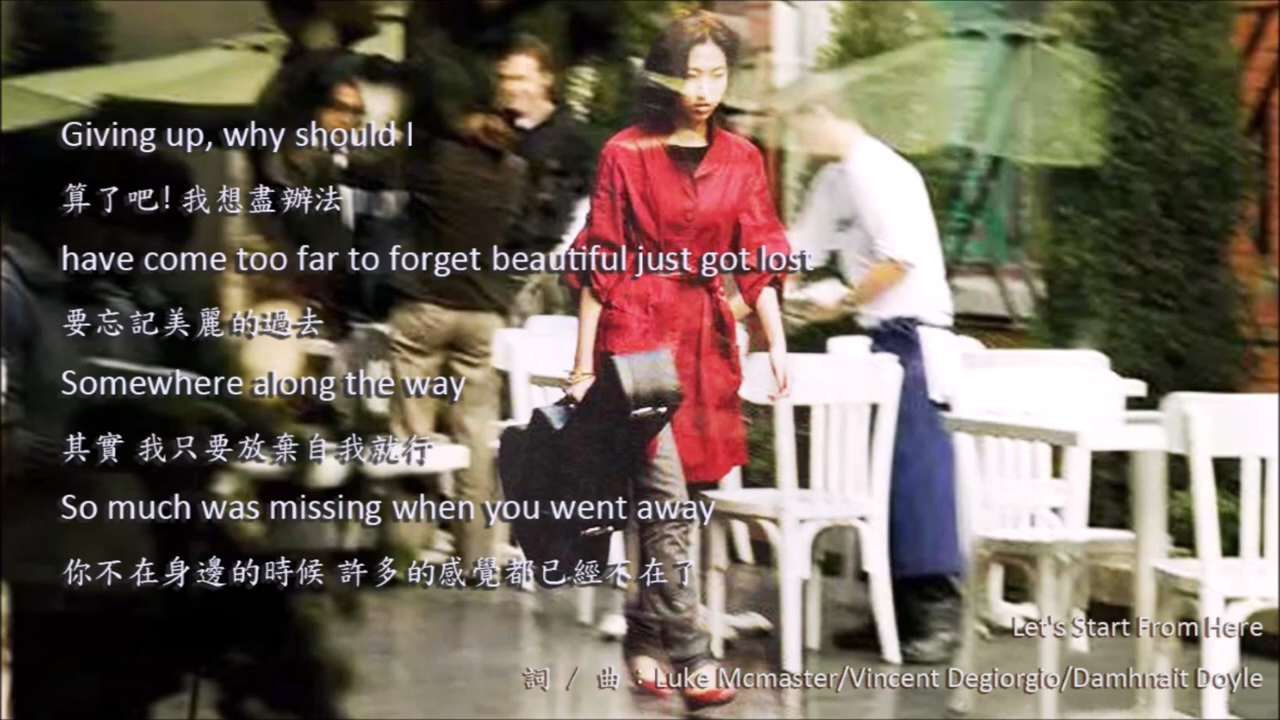 Giving up, why should I
算了吧! 我想盡辦法
have come too far to forget beautiful just got lost
要忘記美麗的過去
Somewhere along the way
其實 我只要放棄自我就行
So much was missing when you went away
你不在身邊的時候 許多的感覺都已經不在了
Let's Start From Here
詞 / 曲：Luke Mcmaster/Vincent Degiorgio/Damhnait Doyle